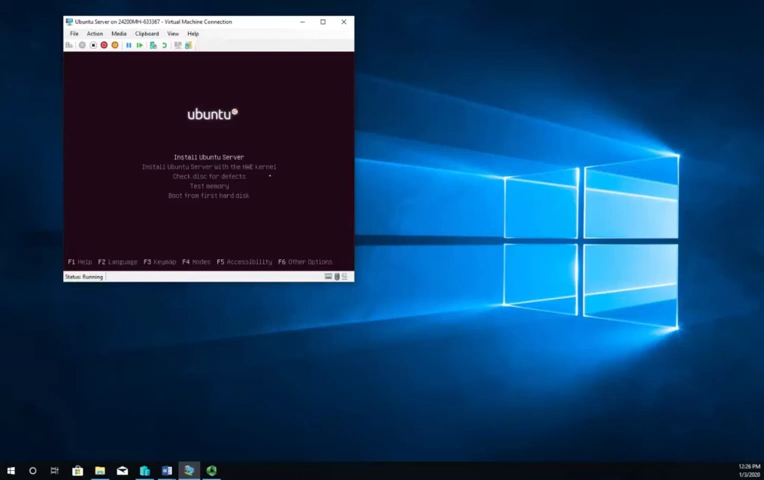 Ubuntu Server on 24200MH-633367 - Virtual Machine Connection
File Action Media Clipboard View Help
ubuntu
Install Ubuntu Server
Install Ubuntu Server with the HWE kernel
Check disc for defects
Test memory
Boot from first hard disk
F1 Help F2 Language F3 Keymap F4 Modes F5 Accessibility F6 Other Options
Status: Running
12:26 PM
1/3/2020